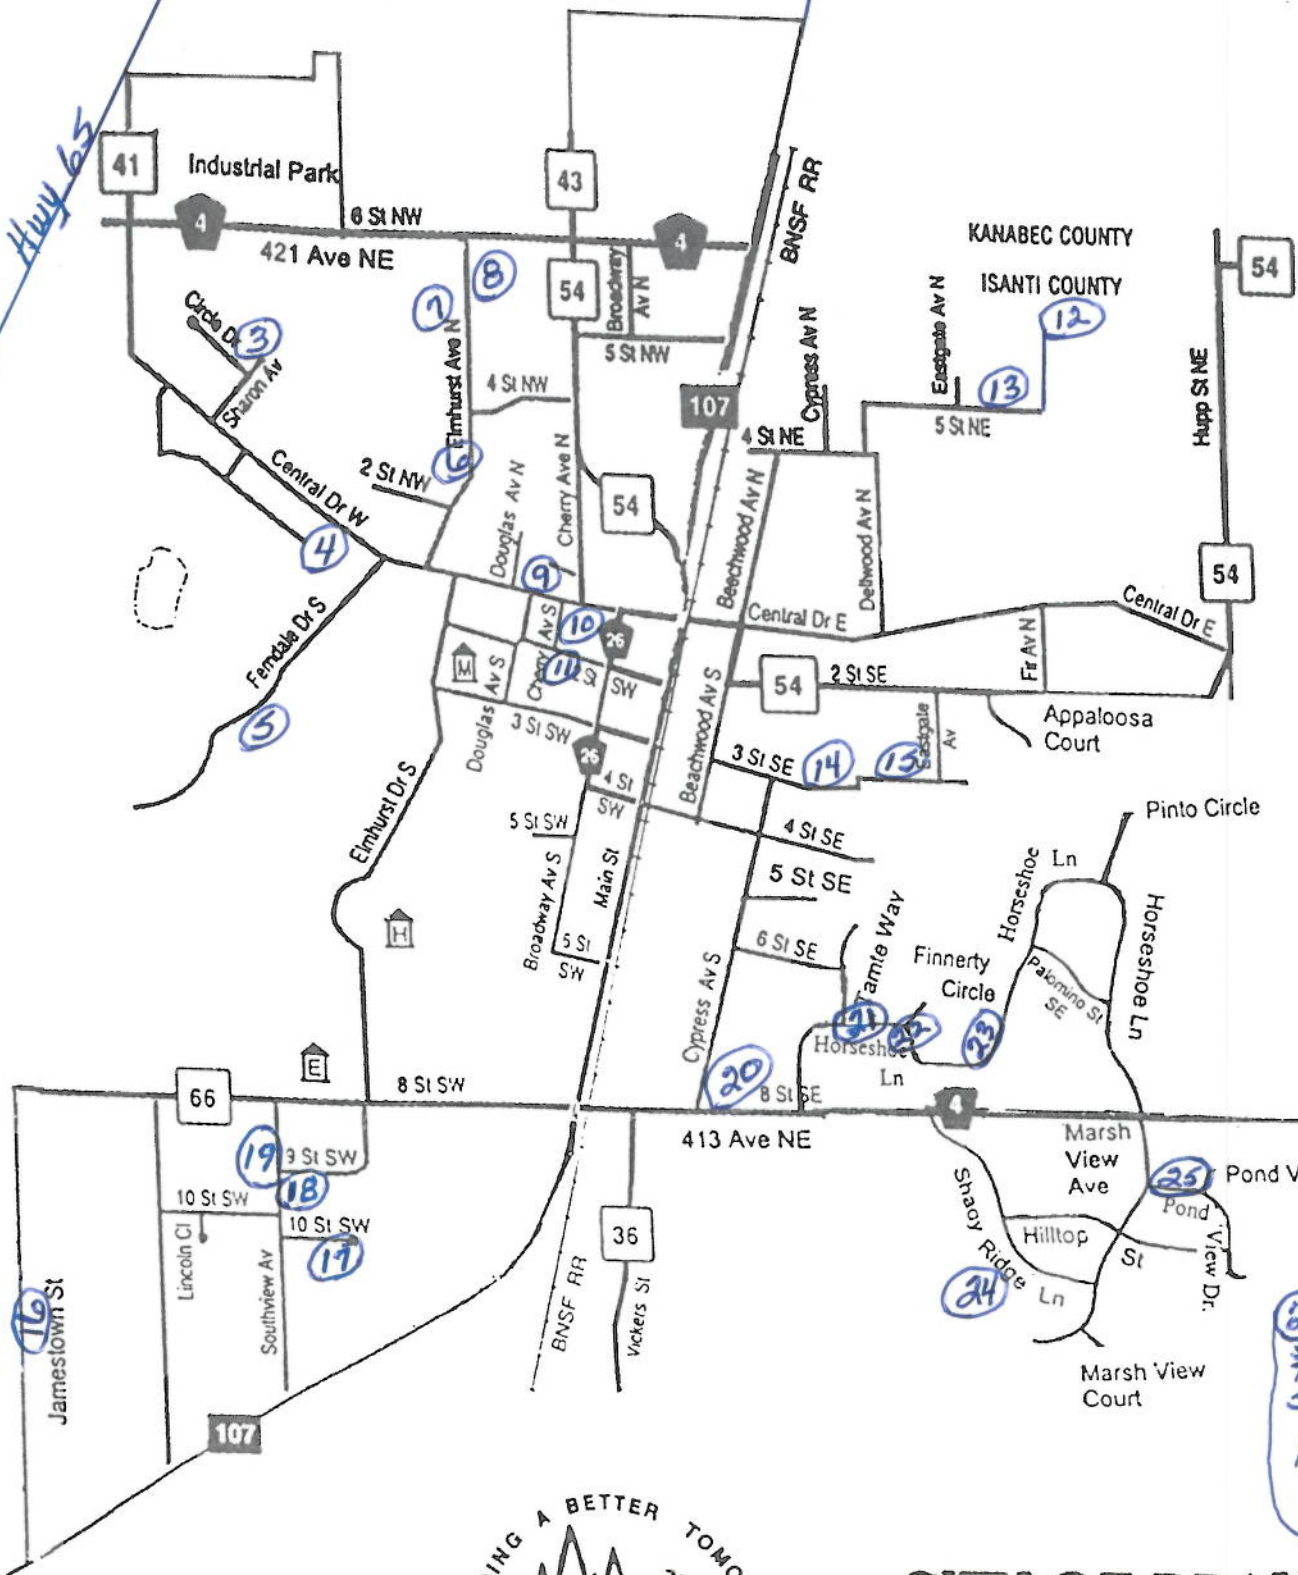 Hwy 65
41
Industrial Park
43
BNSF RR
4
6 St NW
4
421 Ave NE
KANABEC COUNTY
ISANTI COUNTY
54
54
Broadway
Av N
5 St NW
Circle Dr
3
Sharon Av
7
8
Elmhurst Ave N
6
4 St NW
Cherry Ave N
107
Cypress Av N
Eastgate Av N
12
13
5 St NE
4 St NE
Hupp St NE
2 St NW
Central Dr W
4
Douglas Av N
9
54
Beechwood Av N
Dellwood Av N
54
Central Dr E
Central Dr E
Ferndale Dr S
5
M
Cherry
Av S
10
26
11
2 St
SW
Douglas Av S
3 St SW
26
54
2 St SE
Fir Av N
Appaloosa
Court
Eastgate
Av
Beachwood Av S
3 St SE
14
15
4 St
SW
Elmhurst Dr S
5 St SW
Broadway Av S
Main St
5 St
SW
4 St SE
5 St SE
6 St SE
Cypress Av S
Tamte Way
Finnerty
Circle
Horseshoe
Ln
Pinto Circle
Horseshoe Ln
Palomino St
SE
H
21
22
23
Horseshoe
Ln
E
66
8 St SW
20
8 St SE
4
413 Ave NE
19
9 St SW
18
10 St SW
10 St SW
17
Lincoln Cl
Southview Av
16
Jamestown St
36
Vickers St
BNSF RR
107
Marsh
View
Ave
25
Pond V
Pond
View Dr.
Shady Ridge
Ln
Hilltop
St
24
Marsh View
Court
ING A BETTER TOMO